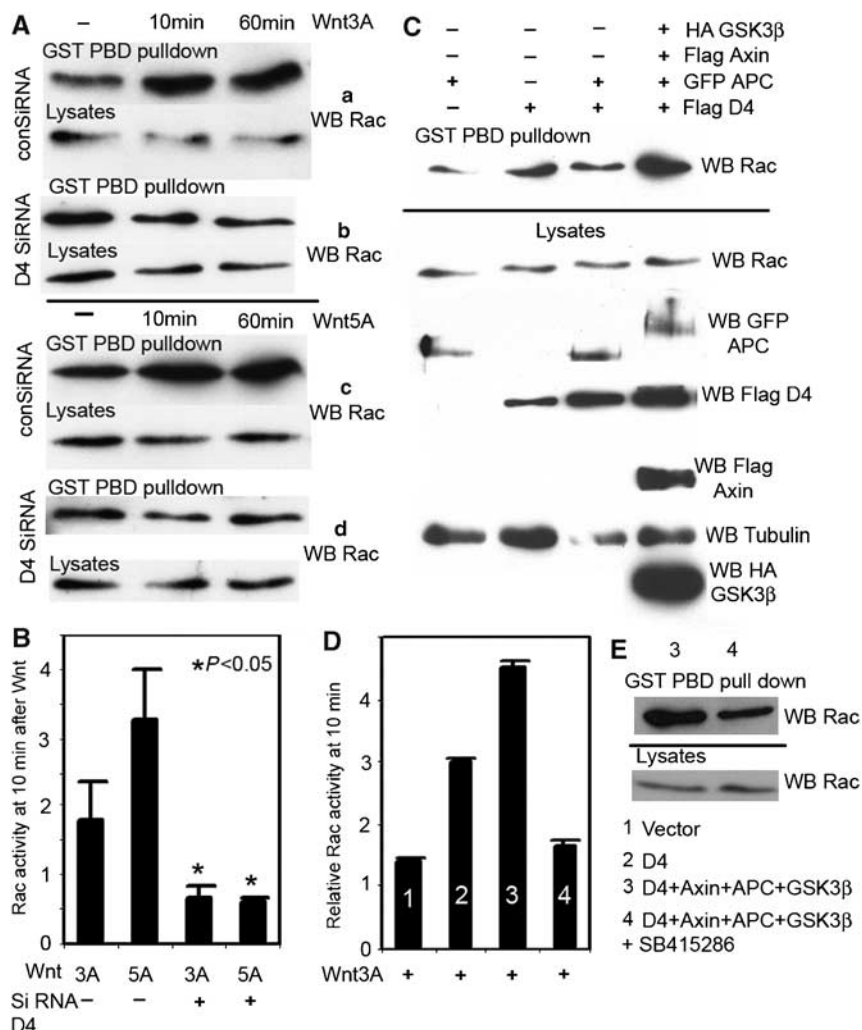 A
– 10min 60min Wnt3A
GST PBD pulldown
conSiRNA
a
Lysates
WB Rac
GST PBD pulldown
D4 SiRNA
b
Lysates
WB Rac
– 10min 60min Wnt5A
GST PBD pulldown
conSiRNA
c
WB Rac
Lysates
GST PBD pulldown
D4 SiRNA
d
WB Rac
Lysates
B
Rac activity at 10 min after Wnt
*P<0.05
4
3
2
1
0
* *
Wnt 3A 5A 3A 5A
Si RNA – – + +
D4
C
– – – + HA GSK3β
– – – + Flag Axin
+ – + + GFP APC
– + + + Flag D4
GST PBD pulldown
WB Rac
Lysates
WB Rac
WB GFP
APC
WB Flag D4
WB Flag
Axin
WB Tubulin
WB HA
GSK3β
D
Relative Rac activity at 10 min
4
3
2
1
0
1 2 3 4
Wnt3A + + + +
E
3 4
GST PBD pull down
WB Rac
Lysates
WB Rac
1 Vector
2 D4
3 D4+Axin+APC+GSK3β
4 D4+Axin+APC+GSK3β
+ SB415286